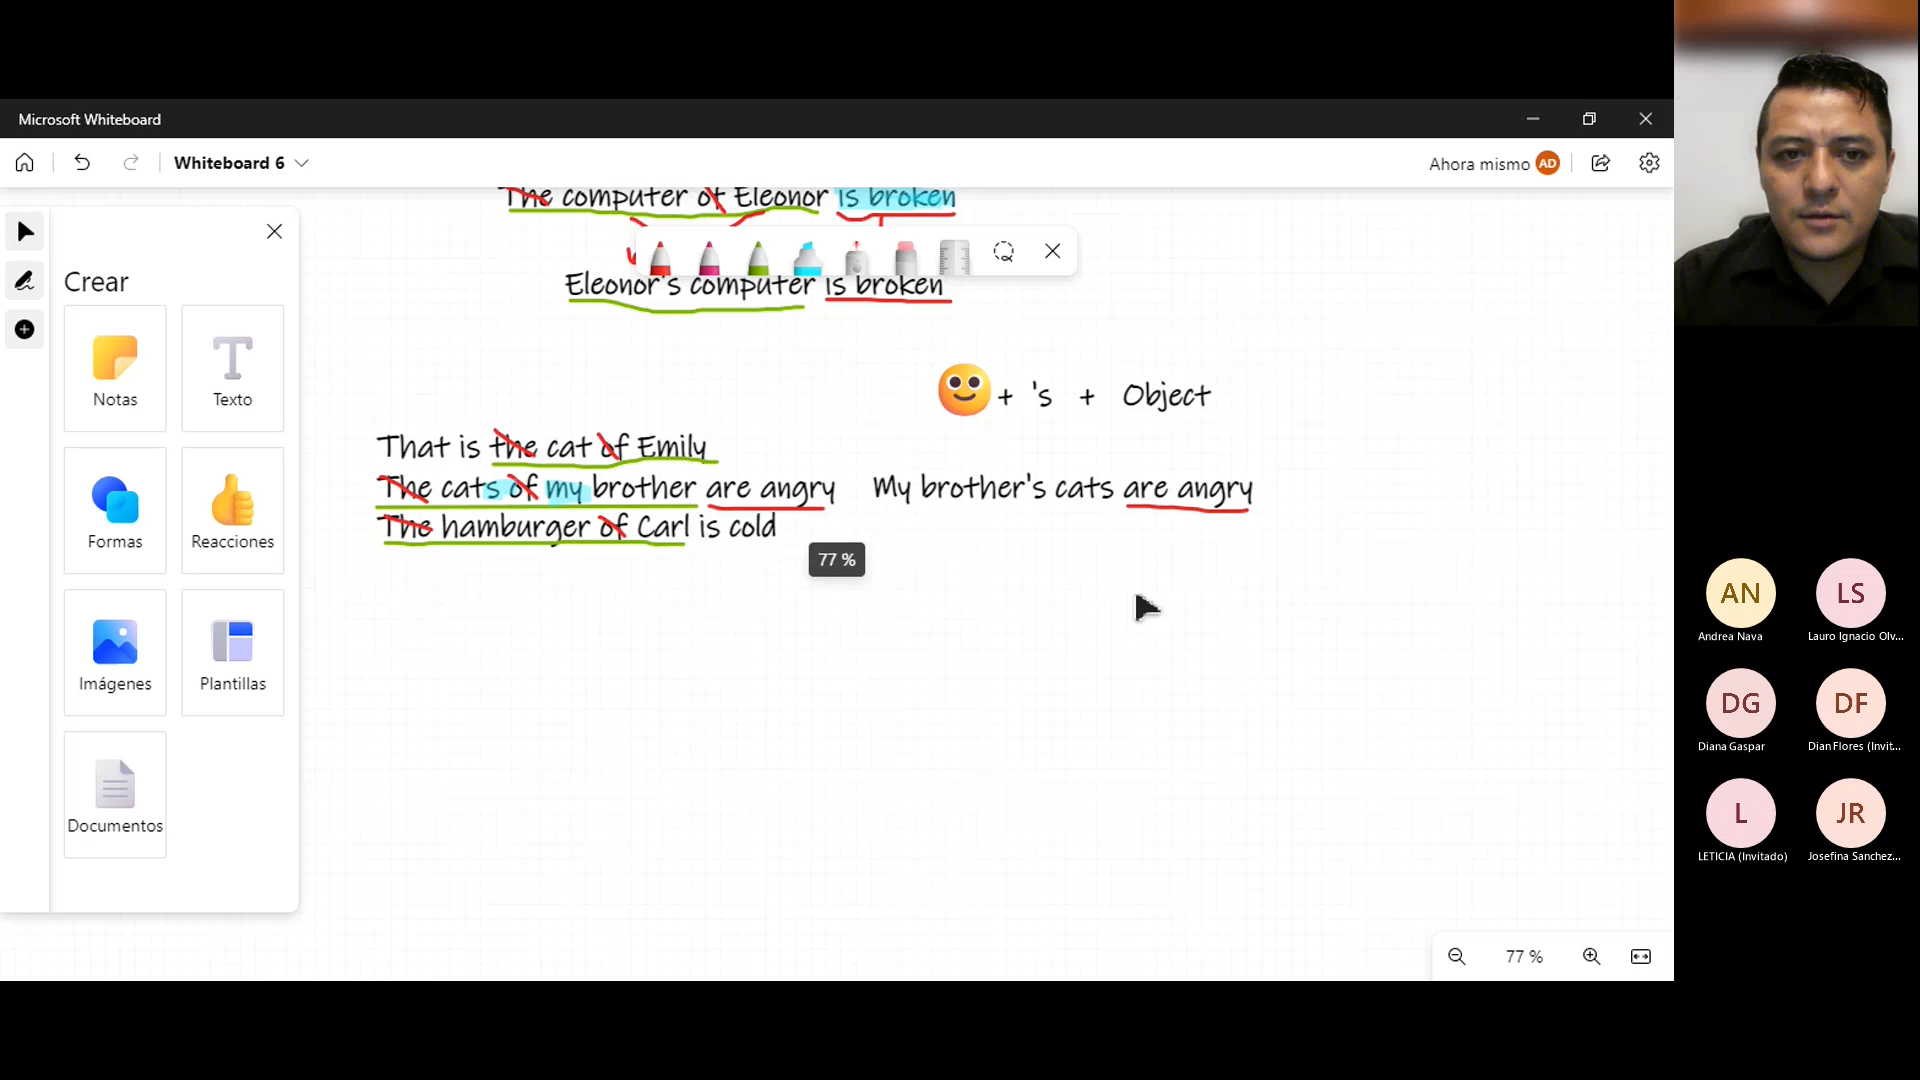 Microsoft Whiteboard
Whiteboard 6
Ahora mismo AD
The computer of Eleonor is broken
Eleonor's computer is broken
Crear
Notas
Texto
Formas
Reacciones
Imágenes
Plantillas
Documentos
+ 's + Object
That is the cat of Emily
The cats of my brother are angry My brother's cats are angry
The hamburger of Carl is cold
77 %
77 %
AN
Andrea Nava
LS
Lauro Ignacio Olv...
DG
Diana Gaspar
DF
Dian Flores (Invit...
L
LETICIA (Invitado)
JR
Josefina Sanchez...